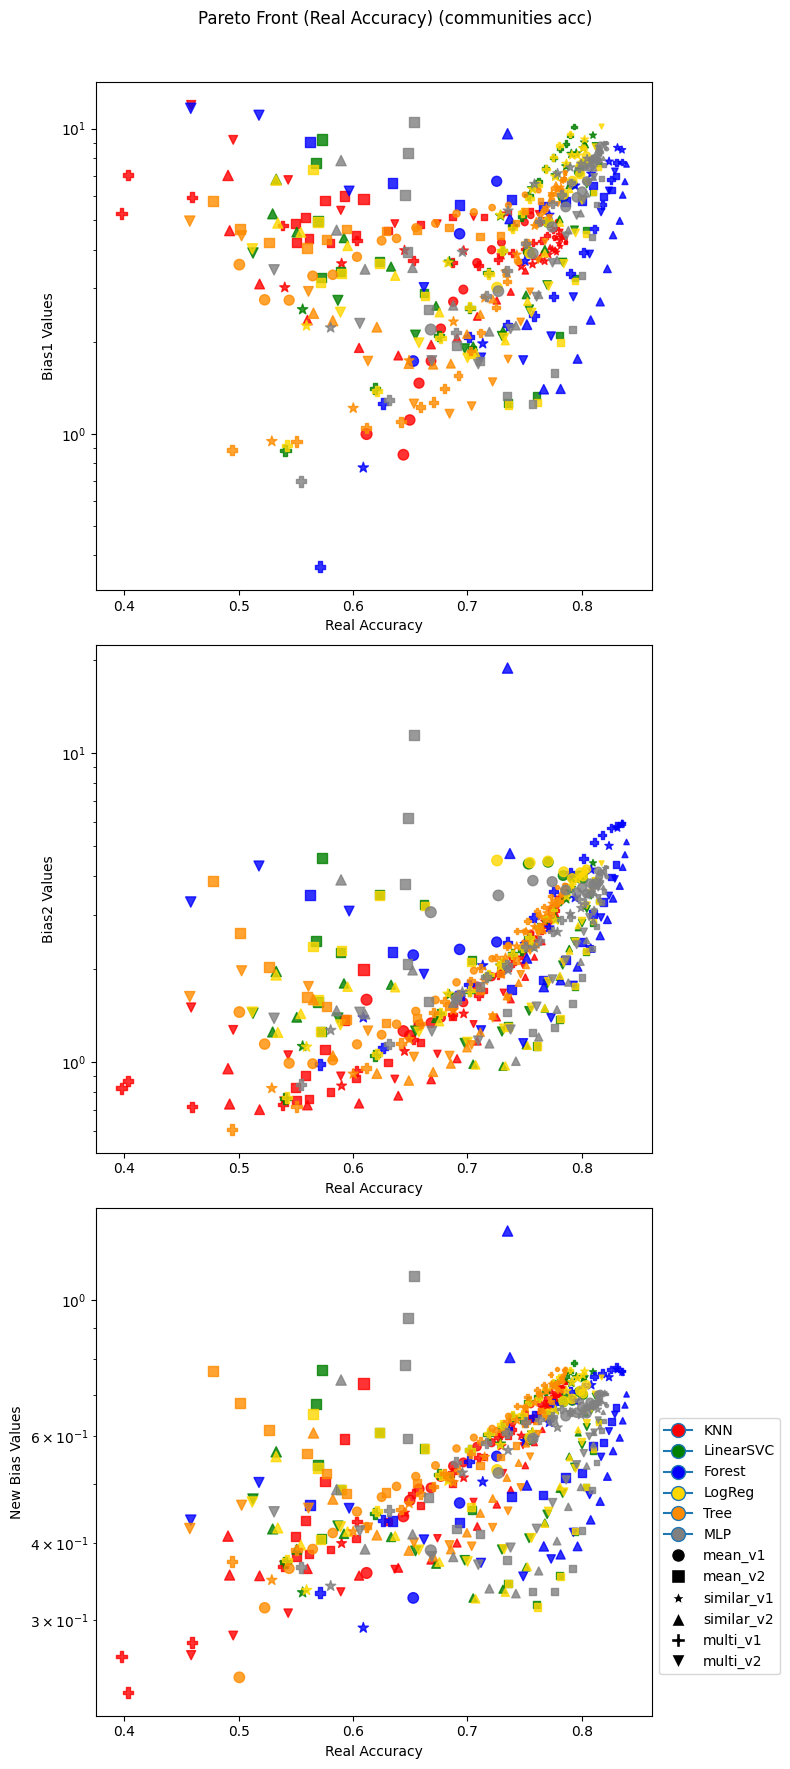 Pareto Front (Real Accuracy) (communities acc)
10¹
10⁰
Bias1 Values
0.4 0.5 0.6 0.7 0.8
Real Accuracy
10¹
10⁰
Bias2 Values
0.4 0.5 0.6 0.7 0.8
Real Accuracy
10⁰
6 × 10⁻¹
4 × 10⁻¹
3 × 10⁻¹
New Bias Values
0.4 0.5 0.6 0.7 0.8
Real Accuracy
KNN
LinearSVC
Forest
LogReg
Tree
MLP
mean_v1
mean_v2
similar_v1
similar_v2
multi_v1
multi_v2